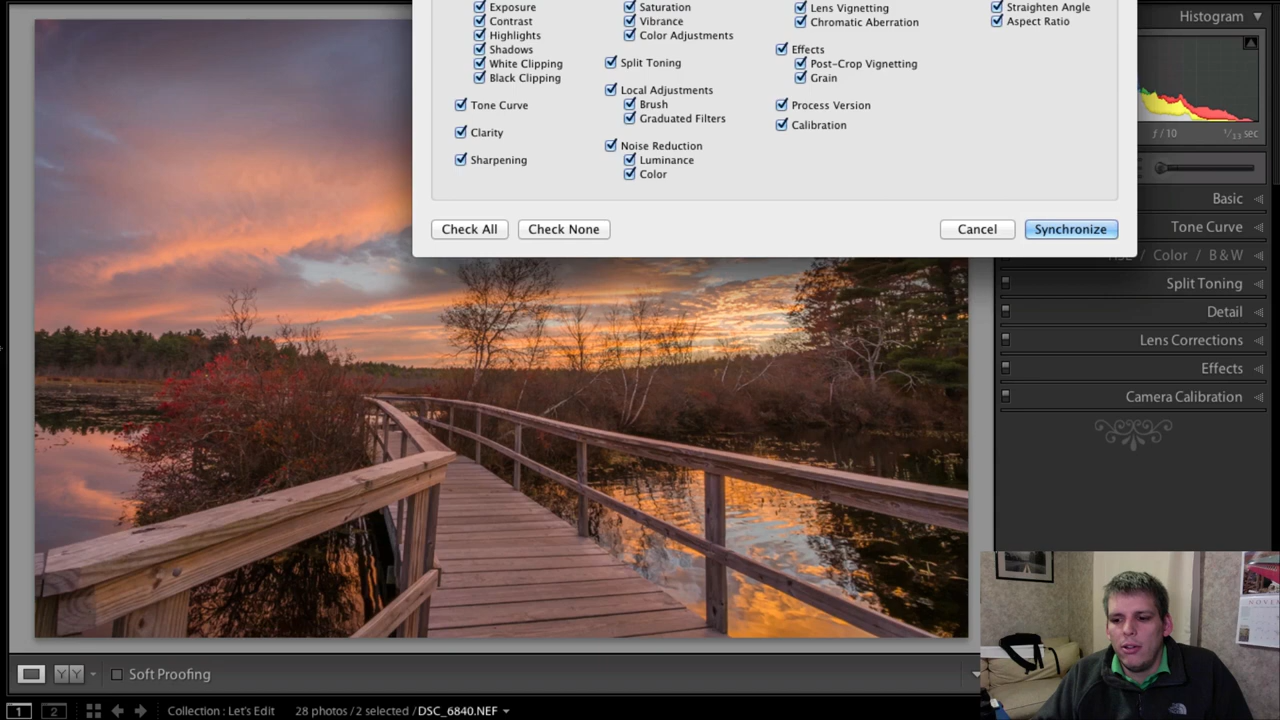 Exposure
Contrast
Highlights
Shadows
White Clipping
Black Clipping
Tone Curve
Clarity
Sharpening
Saturation
Vibrance
Color Adjustments
Split Toning
Local Adjustments
Brush
Graduated Filters
Noise Reduction
Luminance
Color
Lens Vignetting
Chromatic Aberration
Effects
Post-Crop Vignetting
Grain
Process Version
Calibration
Straighten Angle
Aspect Ratio
Check All
Check None
Cancel
Synchronize
Histogram
ƒ / 10 1/13 sec
Basic
Tone Curve
/ Color / B & W
Split Toning
Detail
Lens Corrections
Effects
Camera Calibration
Y Y
Soft Proofing
1 2
Collection : Let's Edit
28 photos / 2 selected / DSC_6840.NEF